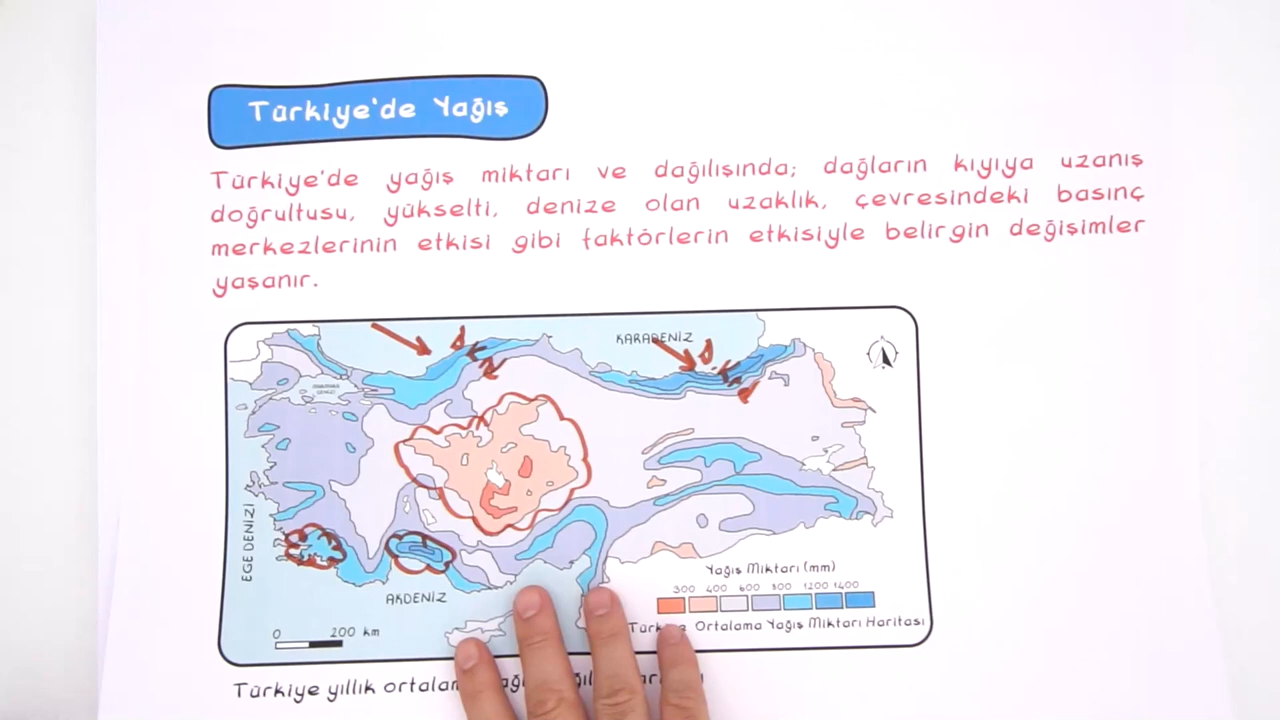 Türkiye'de Yağış
Türkiye'de yağış miktarı ve dağılışında; dağların kıyıya uzanış
doğrultusu, yükselti, denize olan uzaklık, çevresindeki basınç
merkezlerinin etkisi gibi faktörlerin etkisiyle belirgin değişimler
yaşanır.
KARADENİZ
D K
D K
EGE DENİZİ
AKDENİZ
0 200 km
Yağış Miktarı (mm)
300 400 600 800 1200 1400
Türkiye Ortalama Yağış Miktarı Haritası
Türkiye yıllık